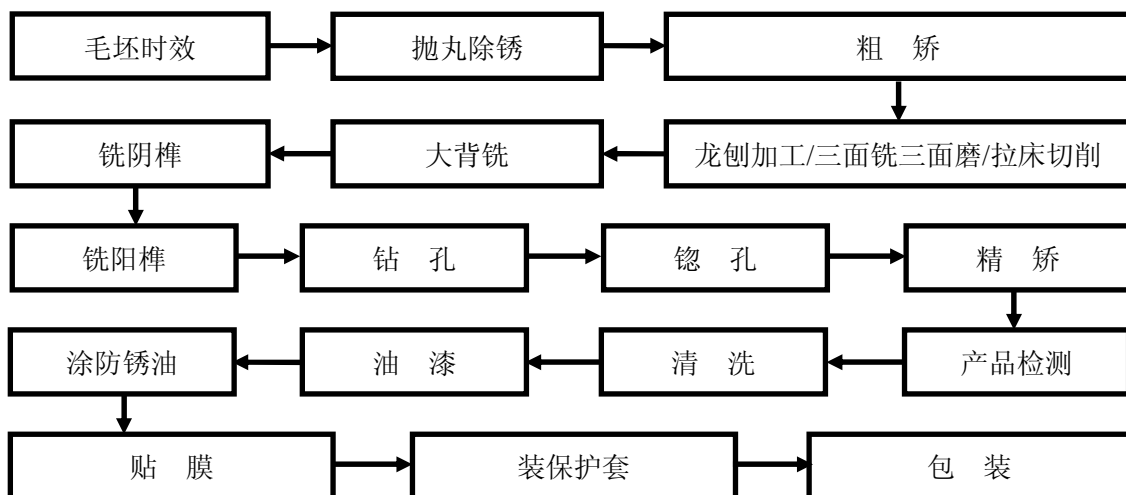 毛坯时效 抛丸除锈 粗 矫
铣阴榫 大背铣 龙刨加工/三面铣三面磨/拉床切削
铣阳榫 钻 孔 锪 孔 精 矫
涂防锈油 油 漆 清 洗 产品检测
贴 膜 装保护套 包 装